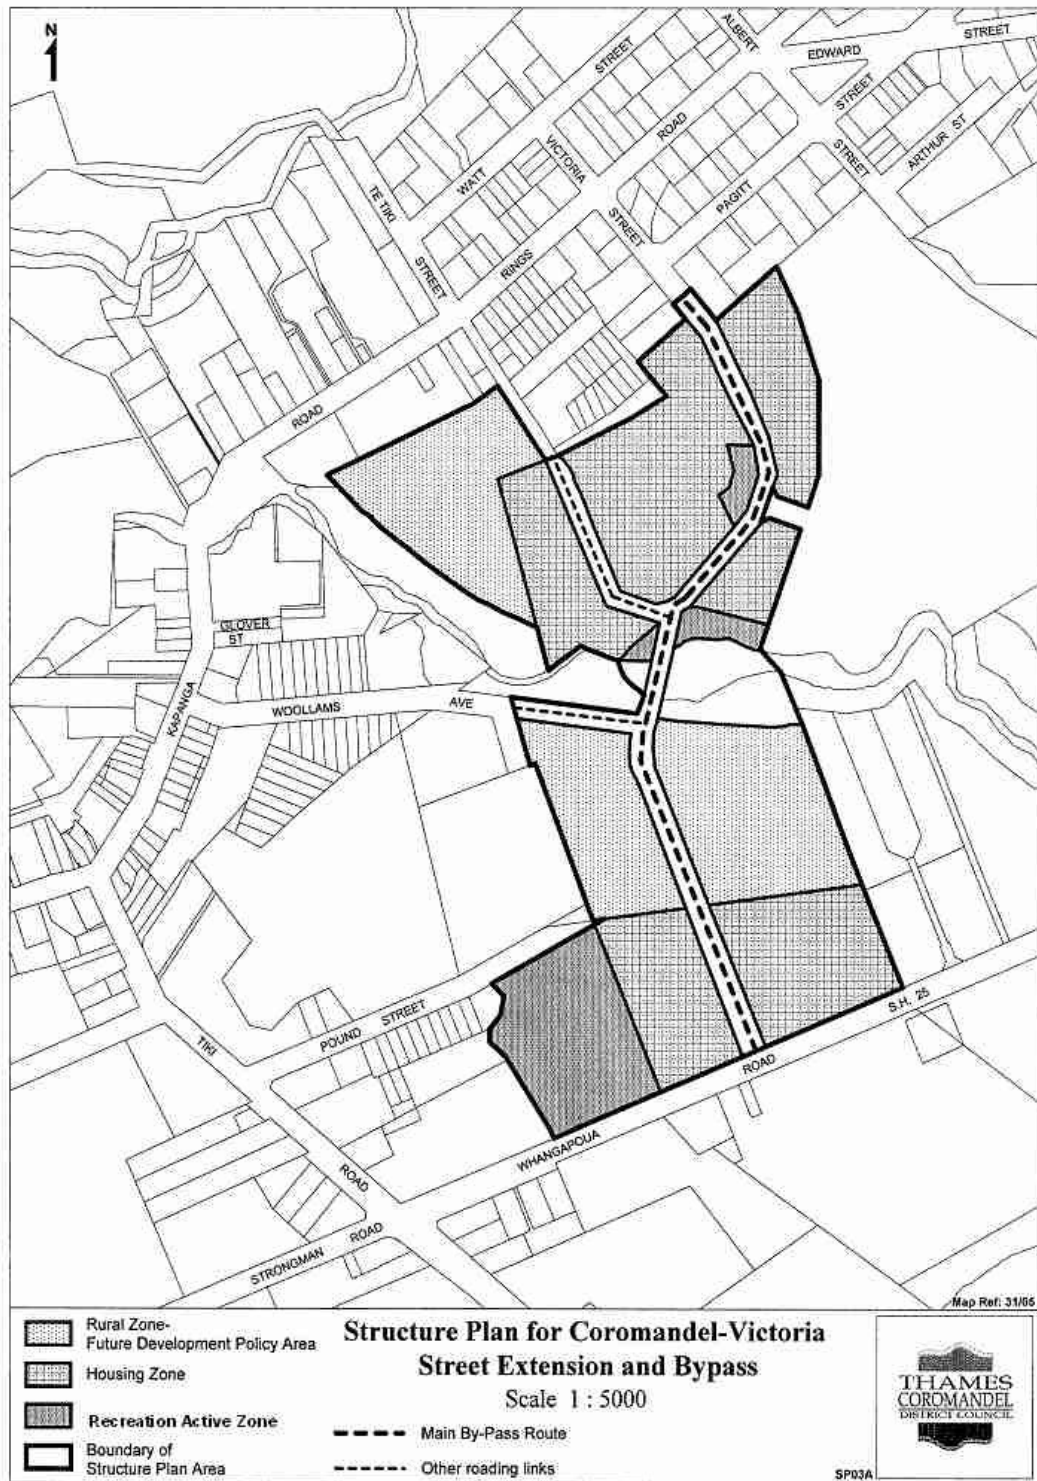 N
ALBERT
EDWARD
STREET
STREET
STREET
ROAD
VICTORIA
WATT
TE TIKI
STREET
ARTHUR ST
STREET
PAGITT
STREET
RINGS
STREET
ROAD
GLOVER
ST
KAPANGA
WOOLLAMS
AVE
S.H. 25
POUND
STREET
TIKI
ROAD
WHANGAPOUA
ROAD
STRONGMAN
ROAD
Map Ref: 31/05
Rural Zone-
Future Development Policy Area
Housing Zone
Recreation Active Zone
Boundary of
Structure Plan Area
Structure Plan for Coromandel-Victoria
Street Extension and Bypass
Scale 1 : 5000
Main By-Pass Route
Other roading links
THAMES
COROMANDEL
DISTRICT COUNCIL
SP03A